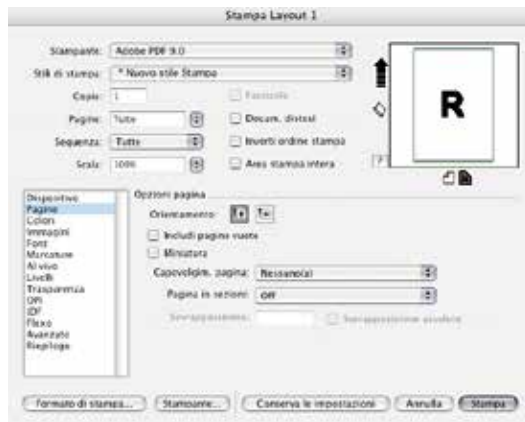 Stampa Layout 1
Stampante: Adobe PDF 9.0
Stili di stampa: * Nuovo stile Stampa
Copie: 1 Fascicola
Pagine: Tutte Docum. divisi
Sequenza: Tutte Inverti ordine stampa
Scala: 100% Area stampa intera
R
?
Dispositivo
Pagine
Colori
Immagini
Font
Marcature
Al vivo
Livelli
Trasparenza
OPI
JDF
Flexo
Avanzate
Riepilogo
Opzioni pagina
Orientamento:
Includi pagine vuote
Miniatura
Capovolgim. pagina: Nessuno(a)
Pagina in sezioni: Off
Sovrapposizione: Sovrapposizione assoluta
Formato di stampa... Stampante... Conserva le impostazioni Annulla Stampa